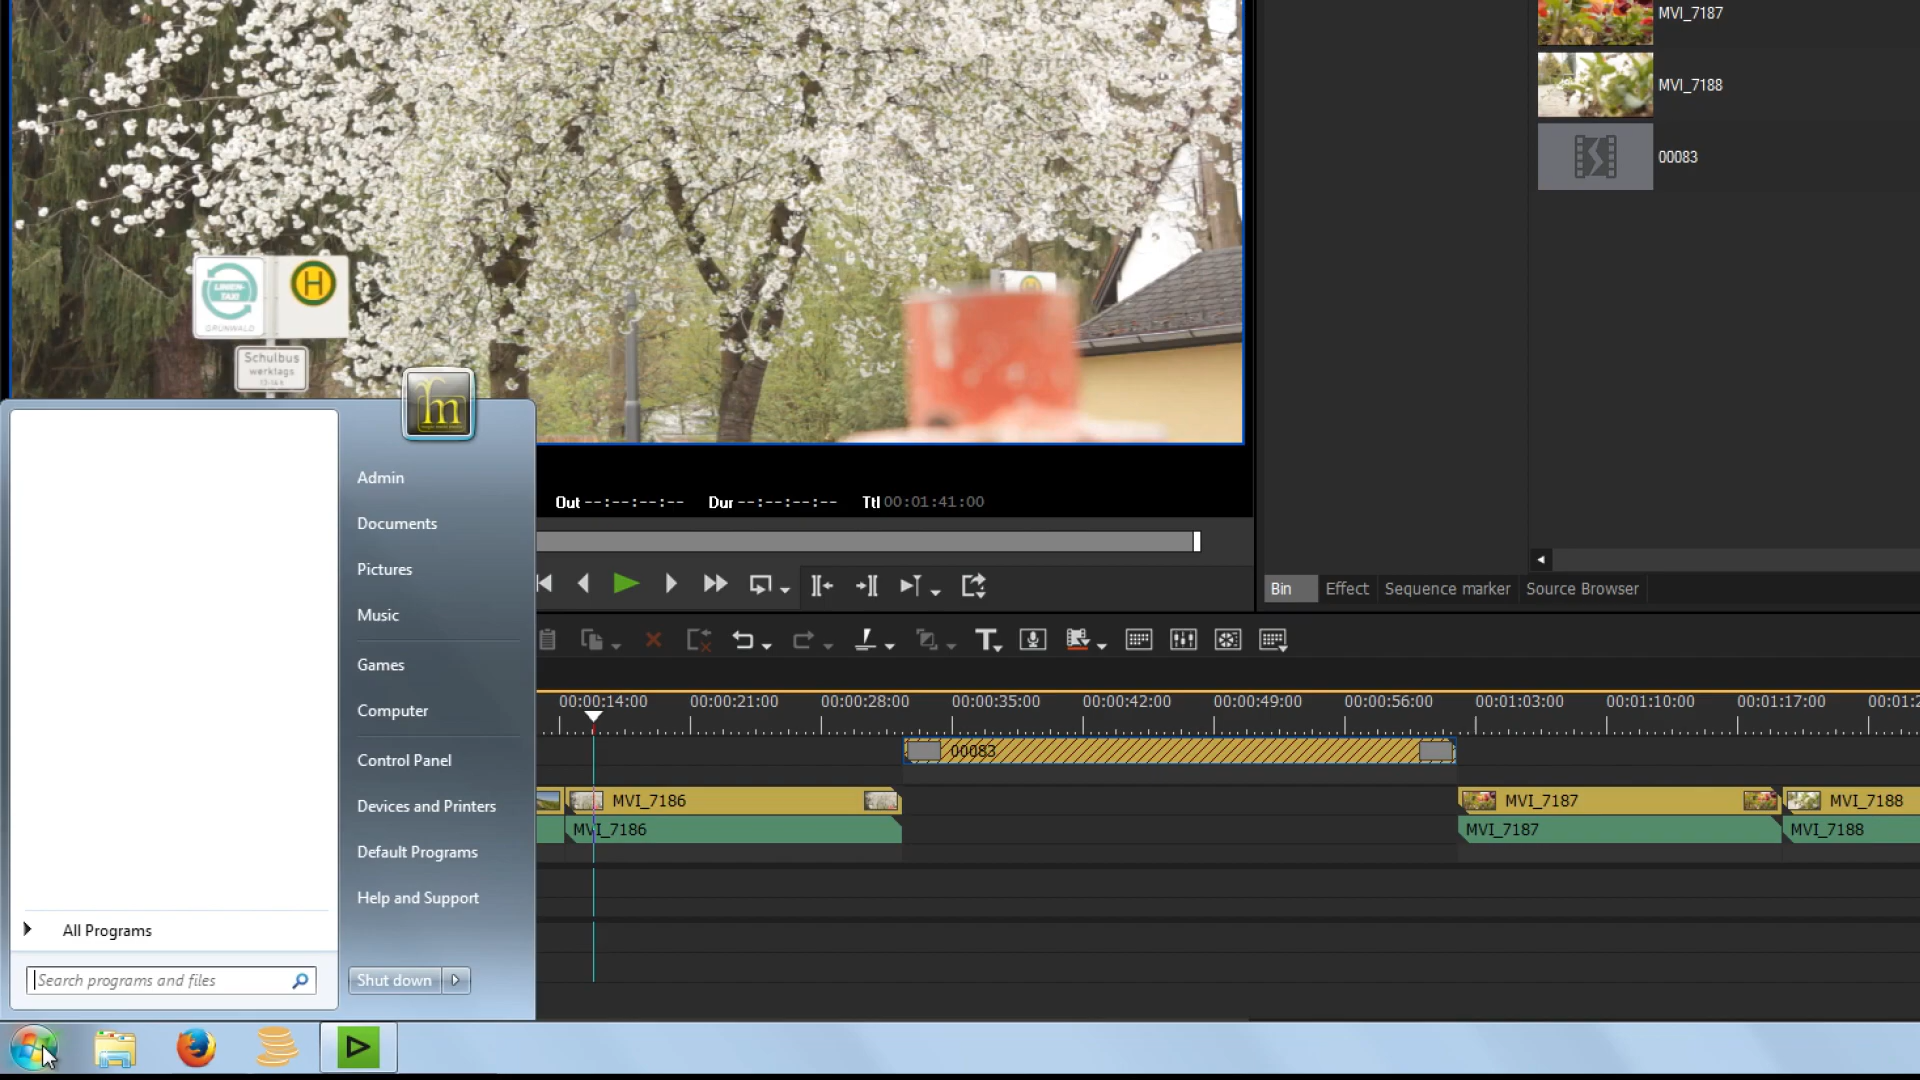 MVI_7187
MVI_7188
00083
LINIEN-
TAXI
GRÜNWALD
H
Schulbus
werktags
13-14 h
H
m
Admin
Documents
Pictures
Music
Games
Computer
Control Panel
Devices and Printers
Default Programs
Help and Support
All Programs
Search programs and files
Shut down
Out --:--:--:-- Dur --:--:--:-- Ttl 00:01:41:00
Bin Effect Sequence marker Source Browser
T
00:00:14:00 00:00:21:00 00:00:28:00 00:00:35:00 00:00:42:00 00:00:49:00 00:00:56:00 00:01:03:00 00:01:10:00 00:01:17:00 00:01:2
00083
MVI_7186 MVI_7187 MVI_7188
MVI_7186 MVI_7187 MVI_7188